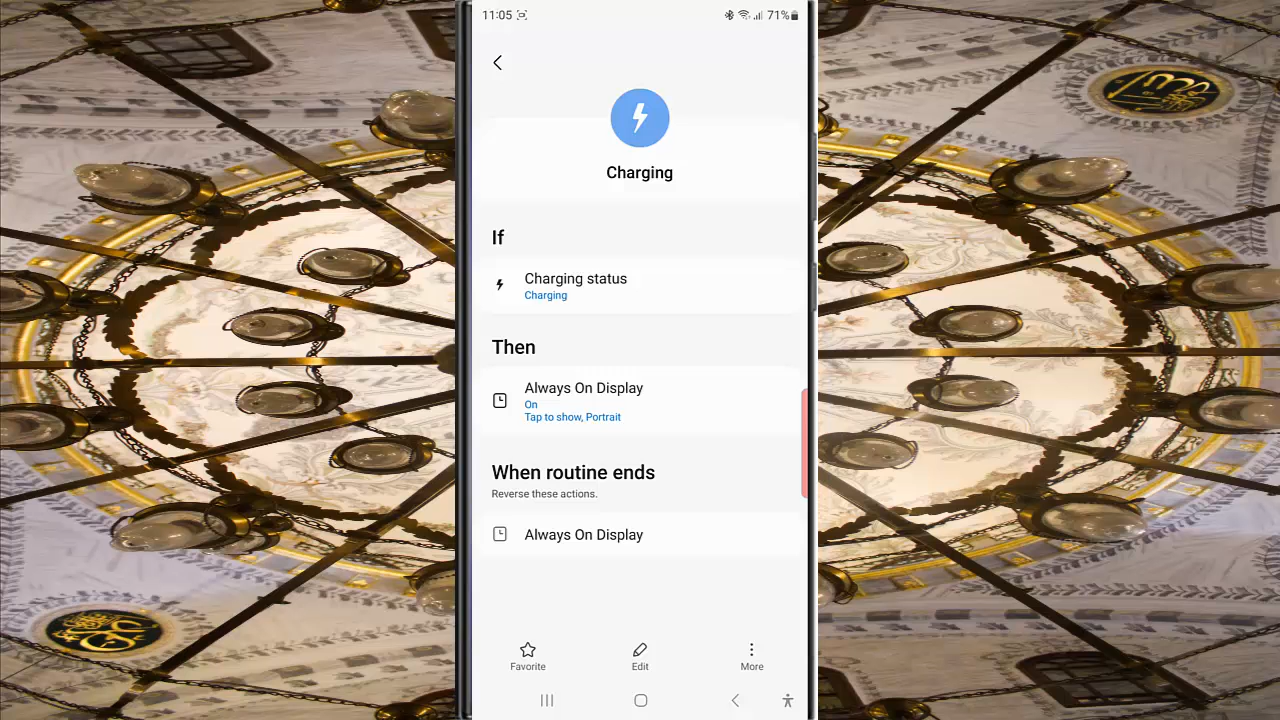 11:05
71%
Charging
If
Charging status
Charging
Then
Always On Display
On
Tap to show, Portrait
When routine ends
Reverse these actions.
Always On Display
Favorite
Edit
More